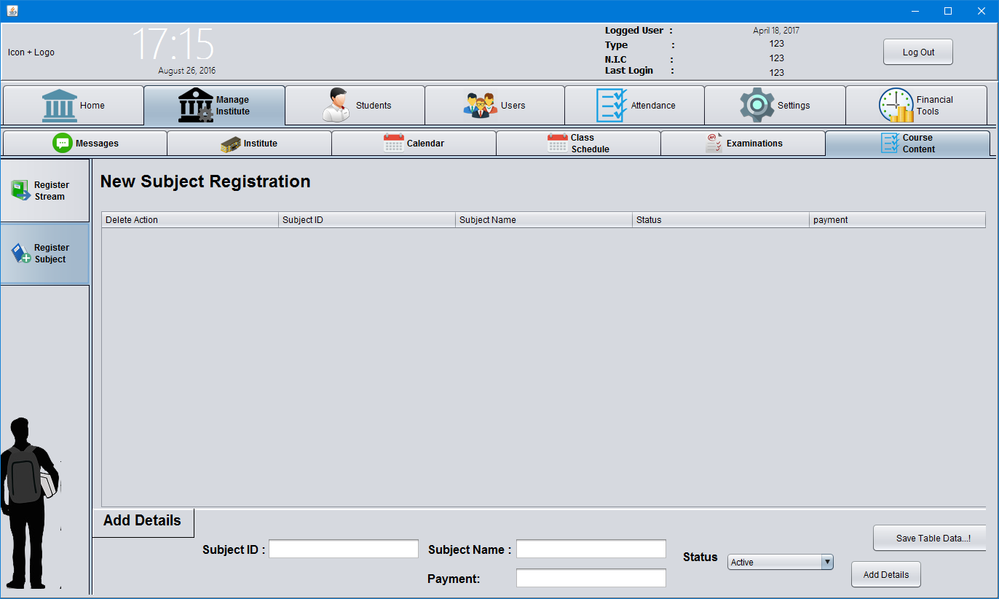 Icon + Logo
17:15
August 26, 2016
Logged User :
April 18, 2017
Type :
123
N.I.C :
123
Last Login :
123
Log Out
Home
Manage
Institute
Students
Users
Attendance
Settings
Financial
Tools
Messages
Institute
Calendar
Class
Schedule
Examinations
Course
Content
Register
Stream
Register
Subject
New Subject Registration
Delete Action
Subject ID
Subject Name
Status
payment
Add Details
Subject ID :
Subject Name :
Payment:
Status
Active
Save Table Data...!
Add Details